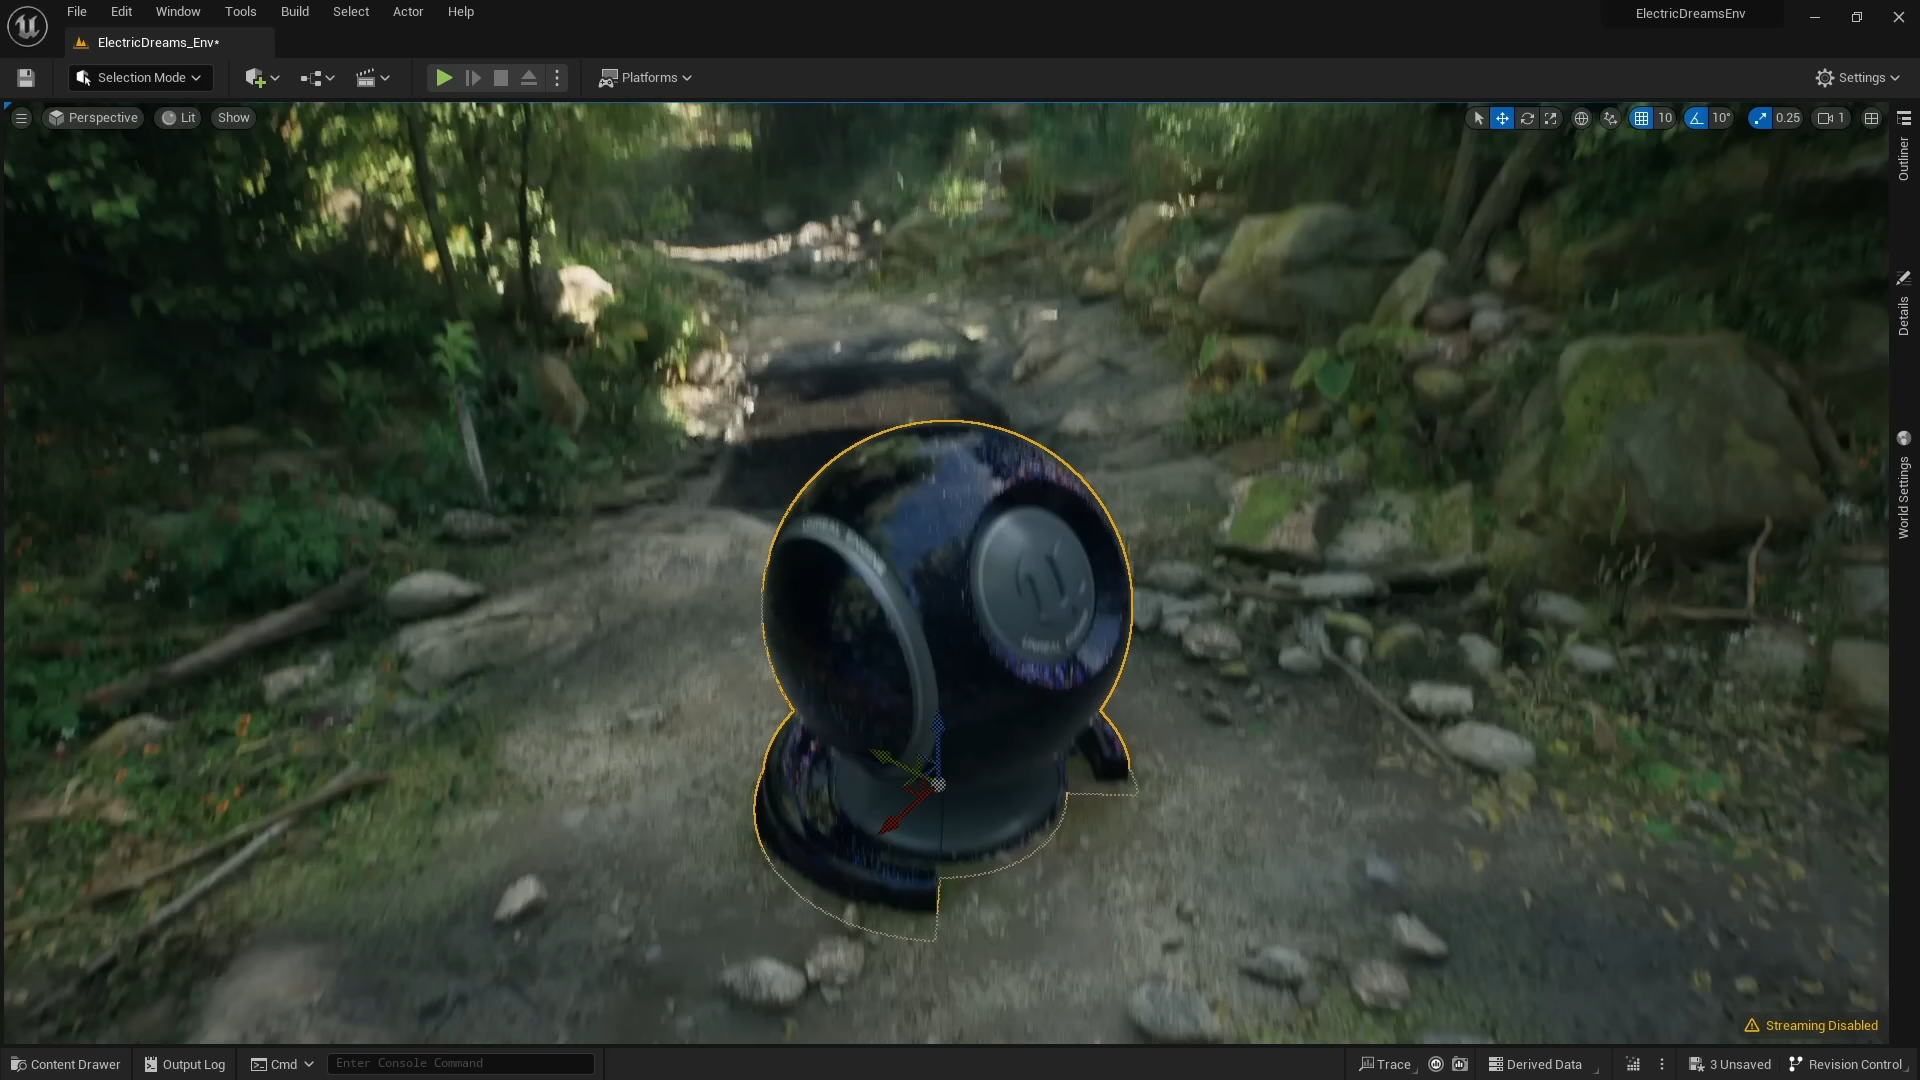 File Edit Window Tools Build Select Actor Help
ElectricDreamsEnv
ElectricDreams_Env*
Selection Mode
Platforms
Settings
Perspective
Lit
Show
10
10°
0.25
1
Outliner
Details
World Settings
Streaming Disabled
Content Drawer
Output Log
Cmd
Enter Console Command
Trace
Derived Data
3 Unsaved
Revision Control